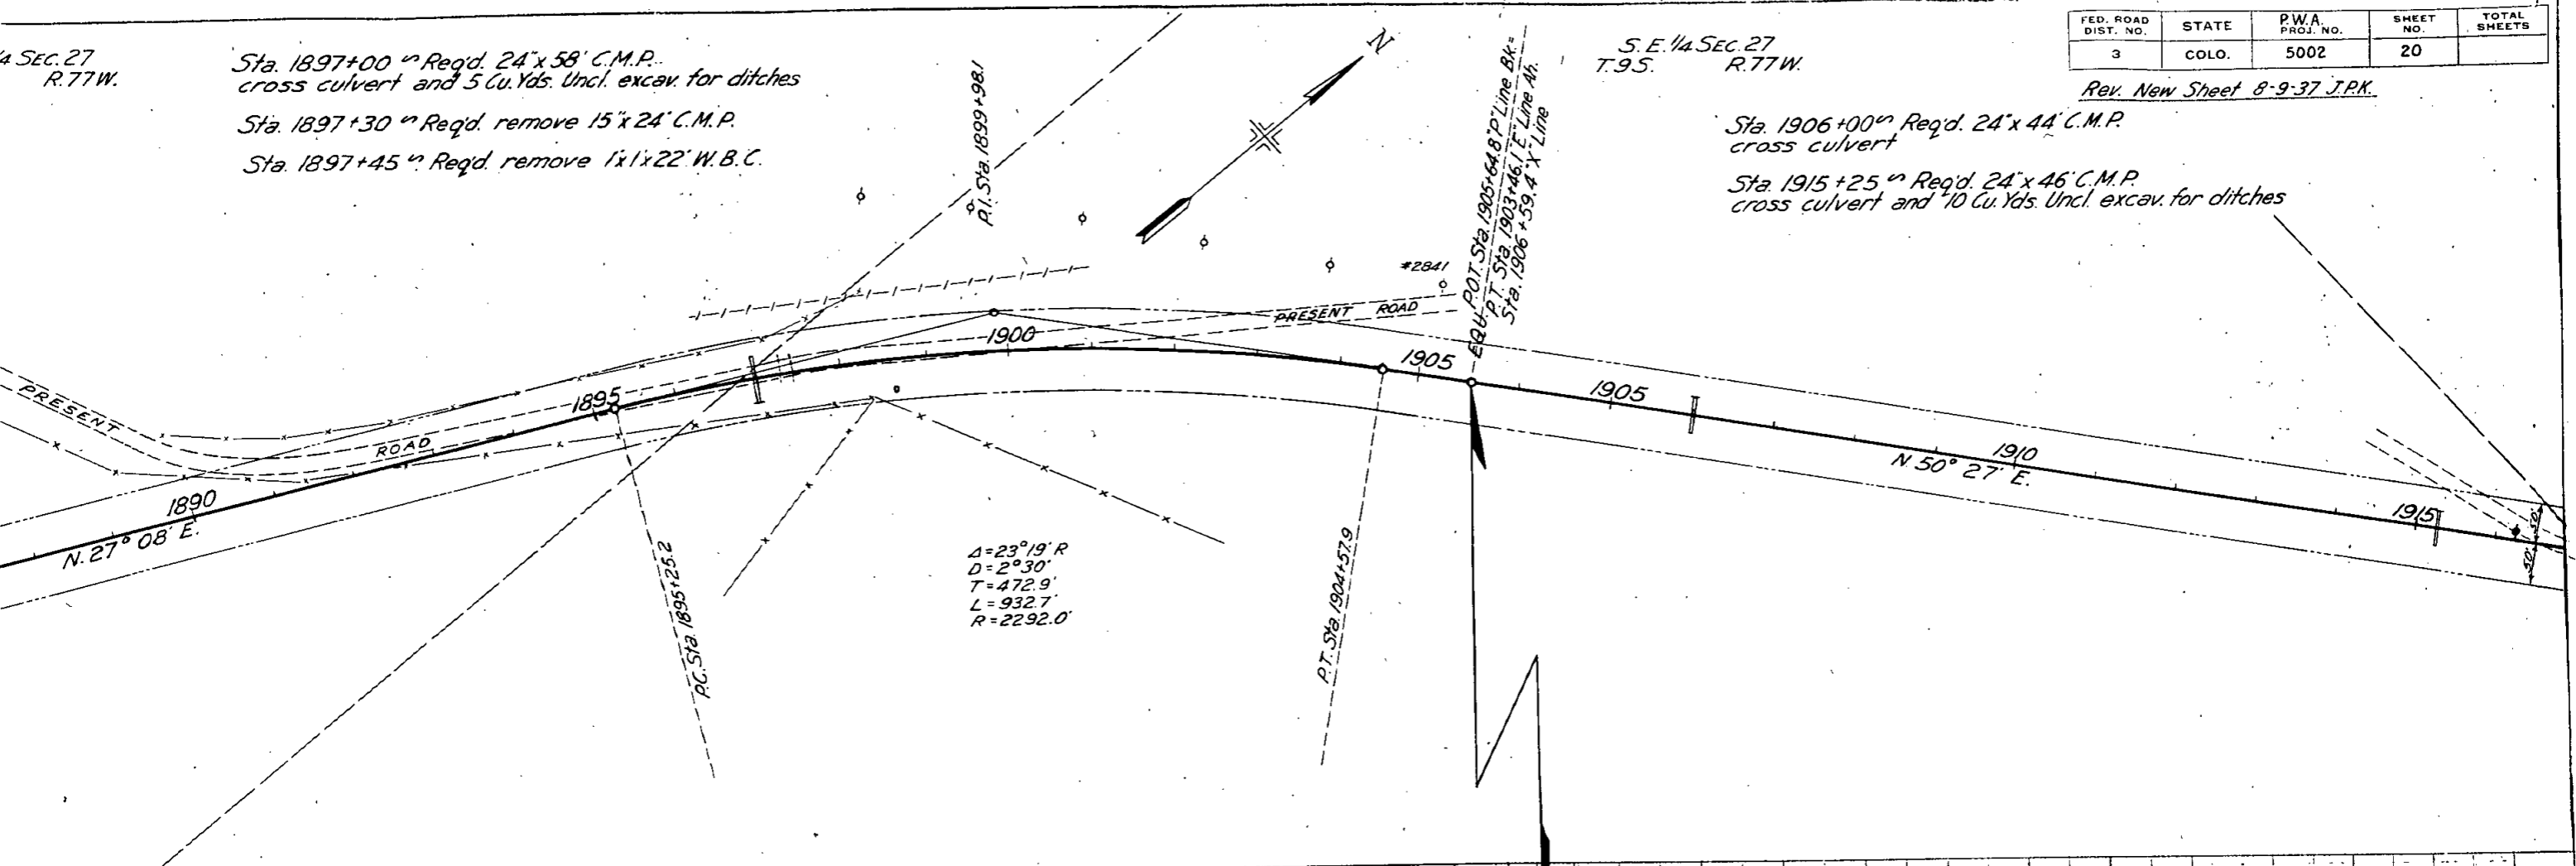 1/4 SEC. 27
R.77W.
Sta. 1897+00 Req'd. 24"x58' C.M.P.
cross culvert and 5 Cu.Yds. Uncl. excav. for ditches
Sta. 1897+30 Req'd. remove 15"x24' C.M.P.
Sta. 1897+45 Req'd. remove 1'x1'x22' W.B.C.
P.I. Sta. 1899+98.1
N
EQU. P.O.T. Sta. 1905+64.8 "P" Line Bk.=
P.T. Sta. 1903+46.1 "E" Line Ah.
Sta. 1906+59.4 "X" Line
S.E. 1/4 SEC. 27
T.9S. R.77W.
FED. ROAD DIST. NO. STATE P.W.A. PROJ. NO. SHEET NO. TOTAL SHEETS
3 COLO. 5002 20
Rev. New Sheet 8-9-37 J.P.K.
Sta. 1906+00 Req'd. 24"x44' C.M.P.
cross culvert
Sta. 1915+25 Req'd. 24"x46' C.M.P.
cross culvert and 10 Cu.Yds. Uncl. excav. for ditches
#2841
PRESENT ROAD
1900
1905
1905
1895
PRESENT
ROAD
1890
N. 27° 08' E.
1910
N. 50° 27' E.
1915
50'
50'
P.C. Sta. 1895+25.2
Δ=23°19' R
D=2°30'
T=472.9'
L=932.7'
R=2292.0'
P.T. Sta. 1904+57.9